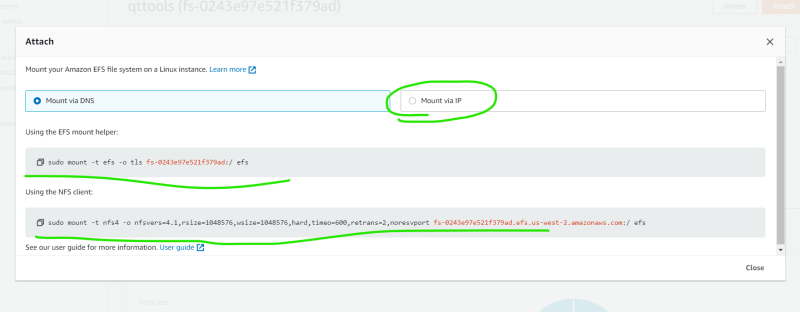 qttools (fs-0243e97e521f379ad)
Delete
Attach
Attach
Mount your Amazon EFS file system on a Linux instance. Learn more
Mount via DNS
Mount via IP
Using the EFS mount helper:
sudo mount -t efs -o tls fs-0243e97e521f379ad:/ efs
Using the NFS client:
sudo mount -t nfs4 -o nfsvers=4.1,rsize=1048576,wsize=1048576,hard,timeo=600,retrans=2,noresvport fs-0243e97e521f379ad.efs.us-west-2.amazonaws.com:/ efs
See our user guide for more information. User guide
Close